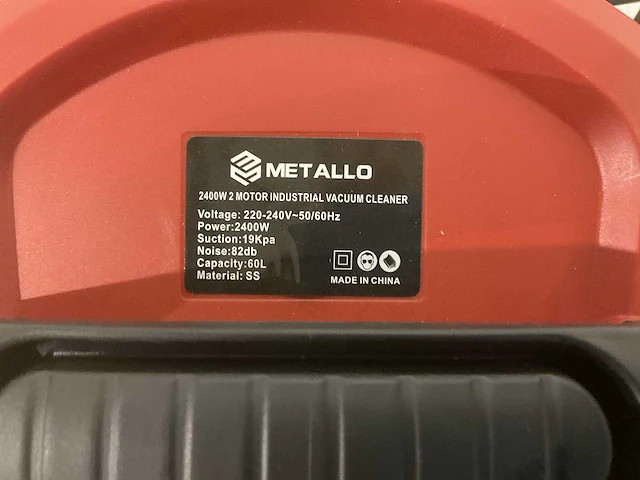 METALLO
2400W 2 MOTOR INDUSTRIAL VACUUM CLEANER
Voltage: 220-240V~50/60Hz
Power:2400W
Suction:19Kpa
Noise:82db
Capacity:60L
Material: SS
MADE IN CHINA